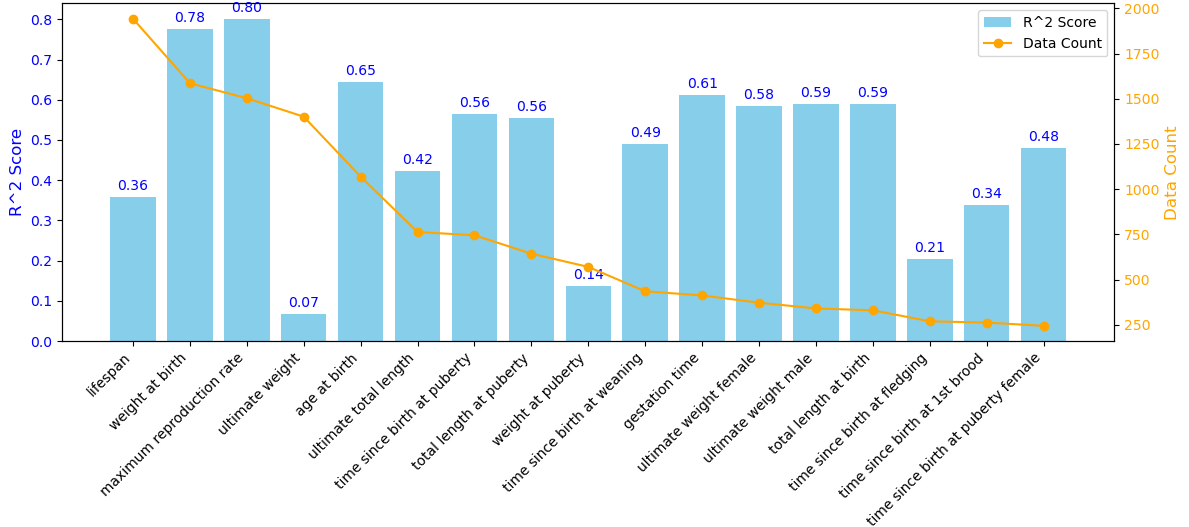 R^2 Score
0.8
0.7
0.6
0.5
0.4
0.3
0.2
0.1
0.0
0.36
0.78
0.80
0.07
0.65
0.42
0.56
0.56
0.14
0.49
0.61
0.58
0.59
0.59
0.21
0.34
0.48
R^2 Score
Data Count
2000
1750
1500
1250
1000
750
500
250
Data Count
lifespan
weight at birth
maximum reproduction rate
ultimate weight
age at birth
ultimate total length
time since birth at puberty
total length at puberty
weight at puberty
time since birth at weaning
gestation time
ultimate weight female
ultimate weight male
total length at birth
time since birth at fledging
time since birth at 1st brood
time since birth at puberty female